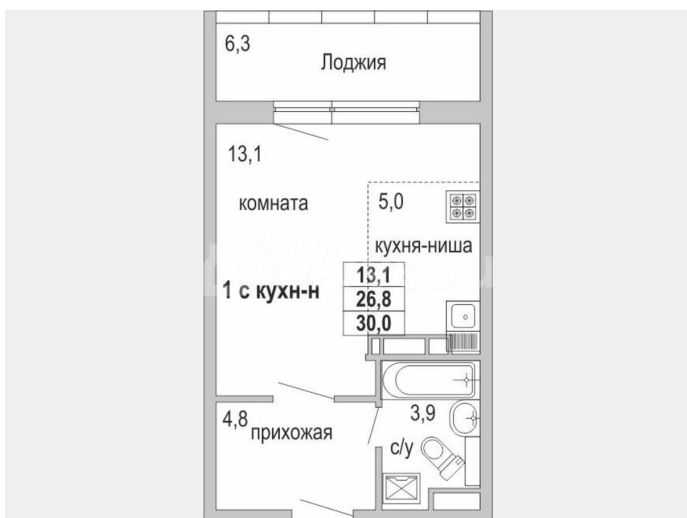 6,3
Лоджия
13,1
комната
5,0
кухня-ниша
1 с кухн-н
13,1
26,8
30,0
4,8
прихожая
3,9
с/у